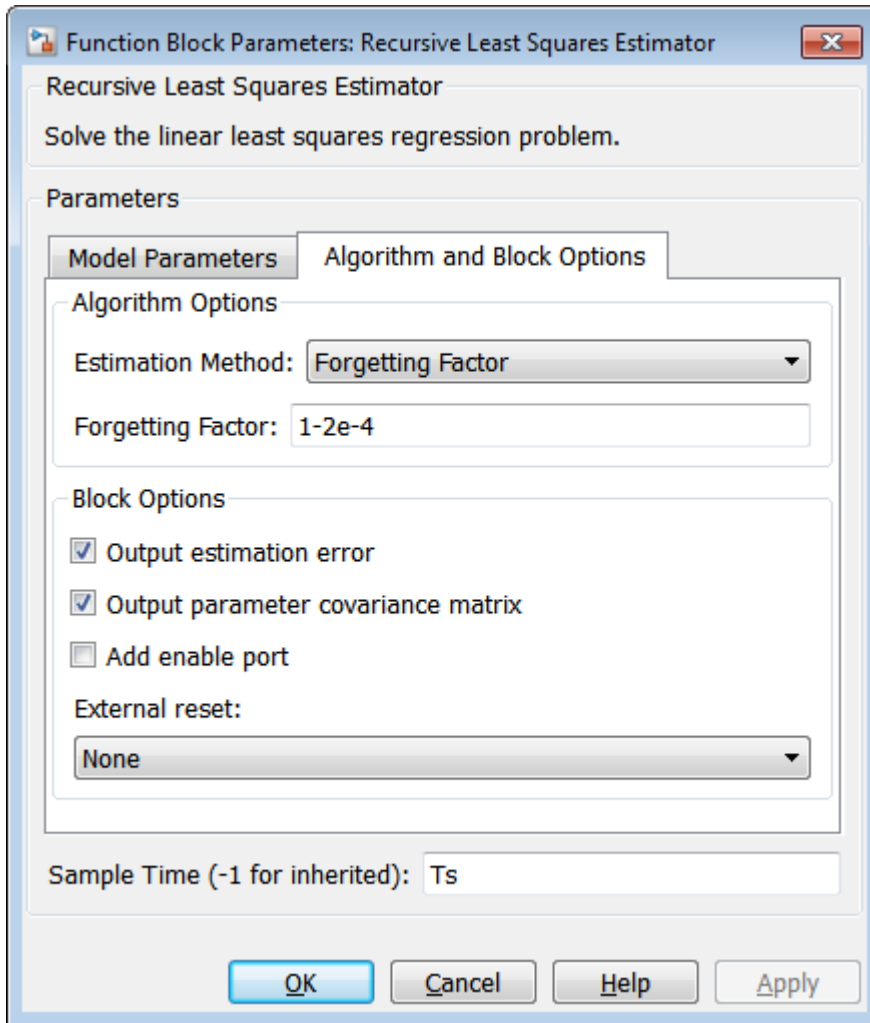 Function Block Parameters: Recursive Least Squares Estimator
Recursive Least Squares Estimator
Solve the linear least squares regression problem.
Parameters
Model Parameters
Algorithm and Block Options
Algorithm Options
Estimation Method: Forgetting Factor
Forgetting Factor: 1-2e-4
Block Options
Output estimation error
Output parameter covariance matrix
Add enable port
External reset:
None
Sample Time (-1 for inherited): Ts
OK Cancel Help Apply